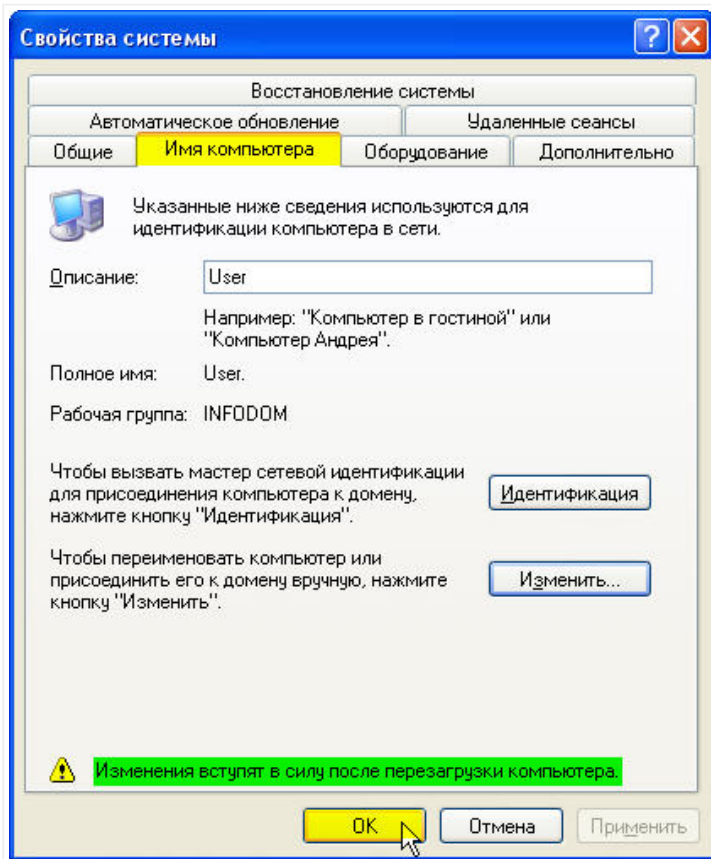 Свойства системы
Восстановление системы
Автоматическое обновление
Удаленные сеансы
Общие
Имя компьютера
Оборудование
Дополнительно
Указанные ниже сведения используются для
идентификации компьютера в сети.
Описание:
User
Например: "Компьютер в гостиной" или
"Компьютер Андрея".
Полное имя:
User.
Рабочая группа:
INFODOM
Чтобы вызвать мастер сетевой идентификации
для присоединения компьютера к домену,
нажмите кнопку "Идентификация".
Идентификация
Чтобы переименовать компьютер или
присоединить его к домену вручную, нажмите
кнопку "Изменить".
Изменить...
Изменения вступят в силу после перезагрузки компьютера.
ОК
Отмена
Применить